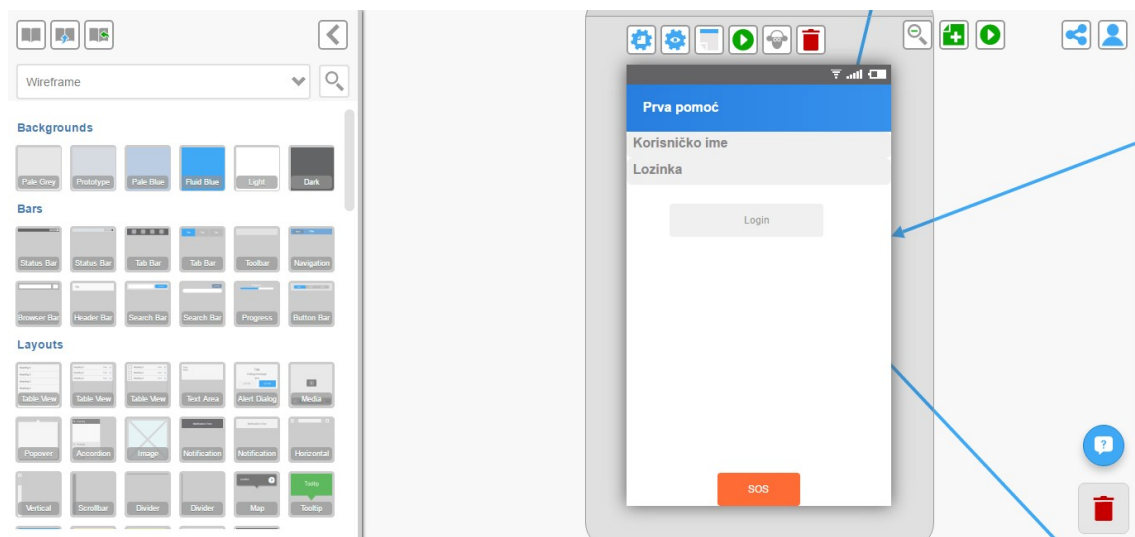 Wireframe
Backgrounds
Pale Grey Prototype Pale Blue Fluid Blue Light Dark
Bars
Status Bar Status Bar Tab Bar Tab Bar Toolbar Navigation
Browser Bar Header Bar Search Bar Search Bar Progress Button Bar
Layouts
Table View Table View Table View Text Area Alert Dialog Media
Popover Accordion Image Notification Notification Horizontal
Vertical Scrollbar Divider Divider Map Tooltip
Tooltip
Prva pomoć
Korisničko ime
Lozinka
Login
SOS
?